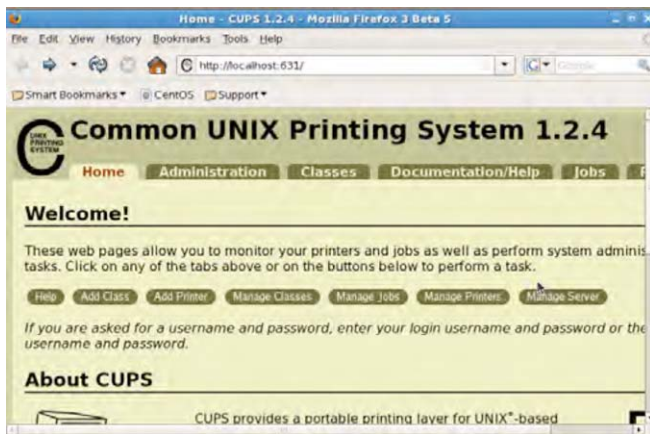 Home - CUPS 1.2.4 - Mozilla Firefox 3 Beta 5
File Edit View History Bookmarks Tools Help
http://localhost:631/ Google
Smart Bookmarks CentOS Support
UNIX PRINTING SYSTEM
Common UNIX Printing System 1.2.4
Home Administration Classes Documentation/Help Jobs
Welcome!
These web pages allow you to monitor your printers and jobs as well as perform system adminis
tasks. Click on any of the tabs above or on the buttons below to perform a task.
Help Add Class Add Printer Manage Classes Manage Jobs Manage Printers Manage Server
If you are asked for a username and password, enter your login username and password or the
username and password.
About CUPS
CUPS provides a portable printing layer for UNIX®-based